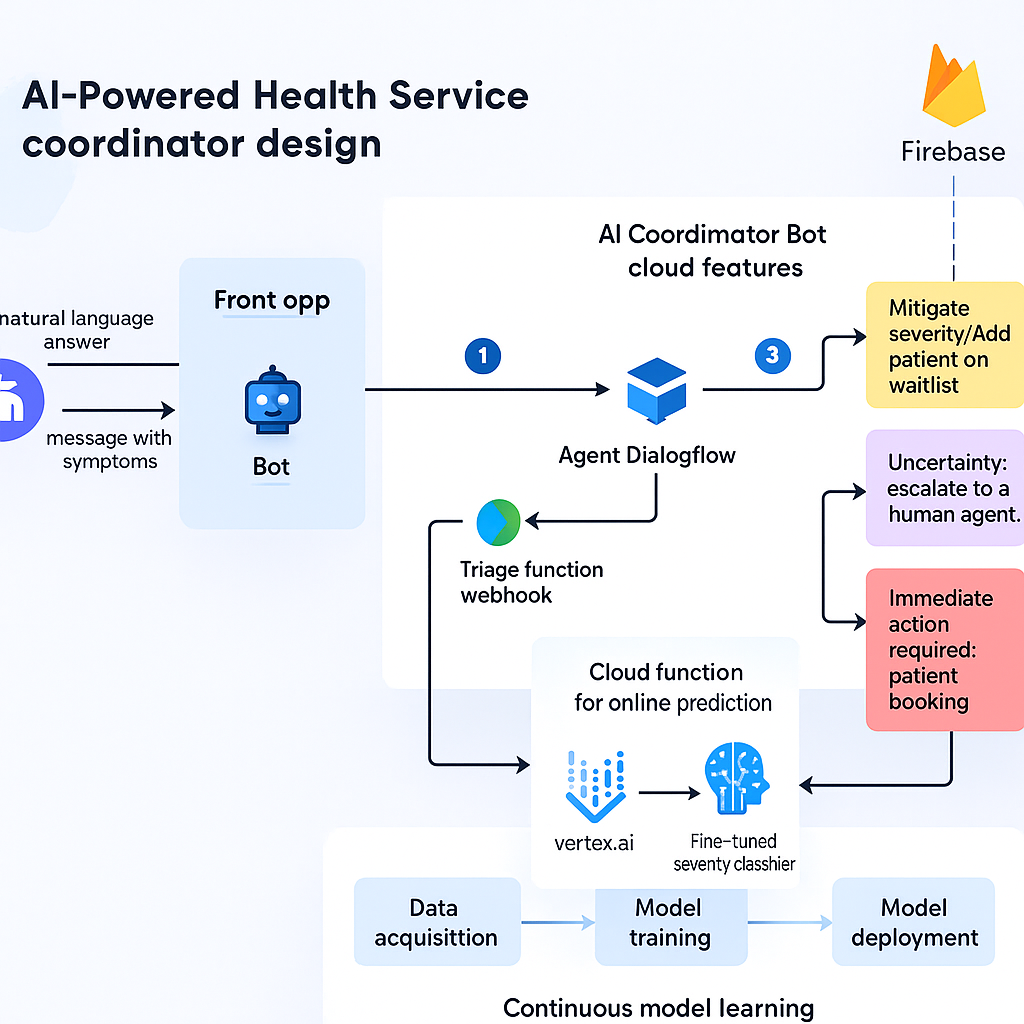 AI-Powered Health Service
coordinator design
Firebase
AI Coordimator Bot
cloud features
natural language
answer
message with
symptoms
Front opp
Bot
1
3
Agent Dialogflow
Triage function
webhook
Mitigate
severity/Add
patient on
waitlist
Uncertainty:
escalate to a
human agent.
Immediate
action
required:
patient
booking
Cloud function
for online prediction
vertex.ai
Fine-tuned
seventy classhier
Data
acquisittion
Model
training
Model
deployment
Continuous model learning